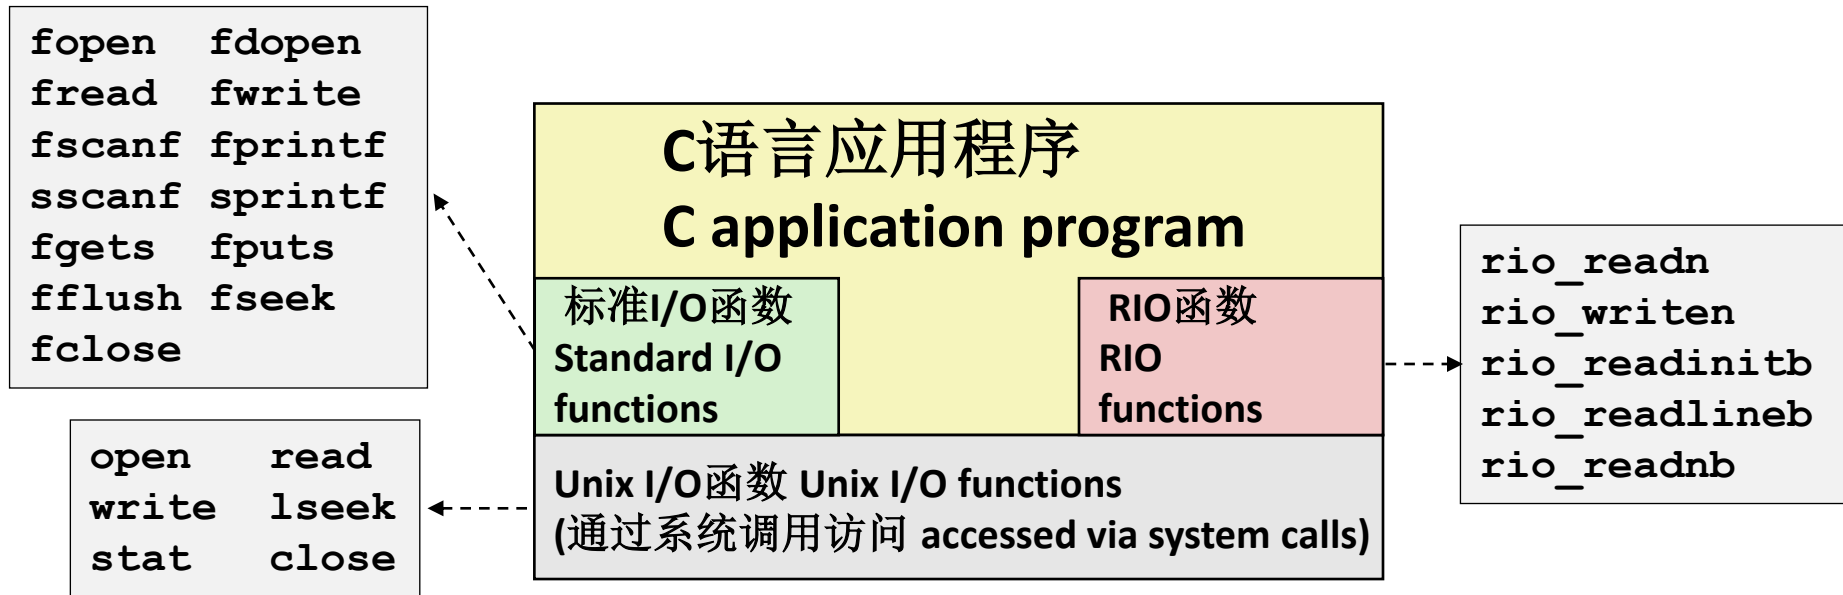 fopen fdopen
fread fwrite
fscanf fprintf
sscanf sprintf
fgets fputs
fflush fseek
fclose
C语言应用程序
C application program
标准I/O函数
Standard I/O
functions
RIO函数
RIO
functions
rio_readn
rio_writen
rio_readinitb
rio_readlineb
rio_readnb
open read
write lseek
stat close
Unix I/O函数 Unix I/O functions
(通过系统调用访问 accessed via system calls)